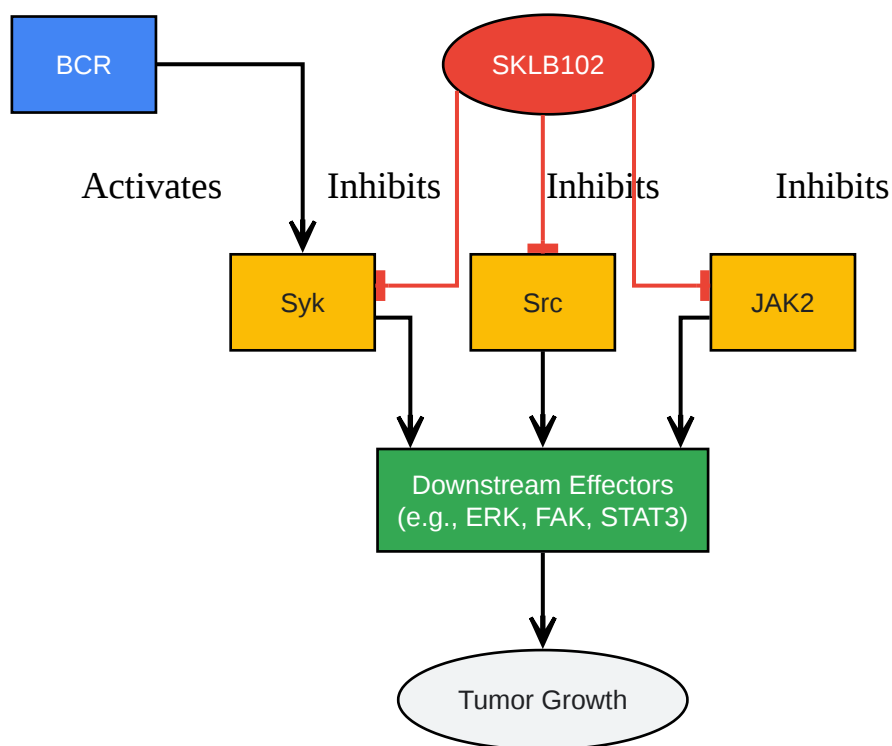 BCR
SKLB102
Activates
Inhibits
Inhibits
Inhibits
Syk
Src
JAK2
Downstream Effectors
(e.g., ERK, FAK, STAT3)
Tumor Growth